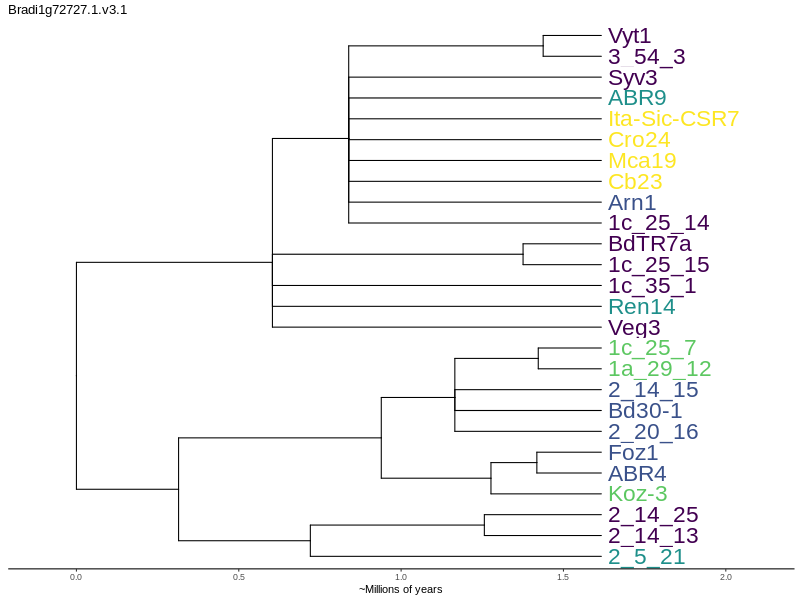 Bradi1g72727.1.v3.1
Vyt1
3_54_3
Syv3
ABR9
Ita-Sic-CSR7
Cro24
Mca19
Cb23
Arn1
1c_25_14
BdTR7a
1c_25_15
1c_35_1
Ren14
Veg3
1c_25_7
1a_29_12
2_14_15
Bd30-1
2_20_16
Foz1
ABR4
Koz-3
2_14_25
2_14_13
2_5_21
0.0 0.5 1.0 1.5 2.0
~Millions of years